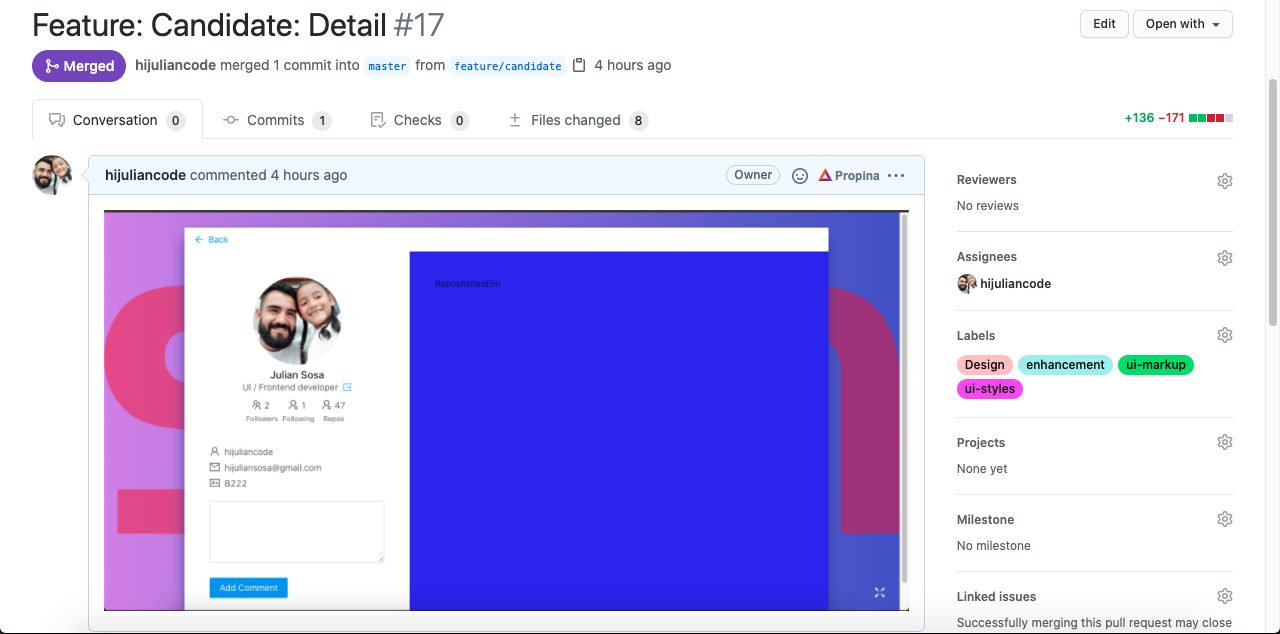 Feature: Candidate: Detail #17
Edit
Open with
Merged
hijuliancode merged 1 commit into master from feature/candidate 4 hours ago
Conversation 0
Commits 1
Checks 0
Files changed 8
+136 −171
hijuliancode commented 4 hours ago
Owner
Propina
Back
RepositoriesElm
Julian Sosa
UI / Frontend developer
2
1
47
Followers
Following
Repos
hijuliancode
hijuliansosa@gmail.com
B222
Add Comment
Reviewers
No reviews
Assignees
hijuliancode
Labels
Design enhancement ui-markup
ui-styles
Projects
None yet
Milestone
No milestone
Linked issues
Successfully merging this pull request may close